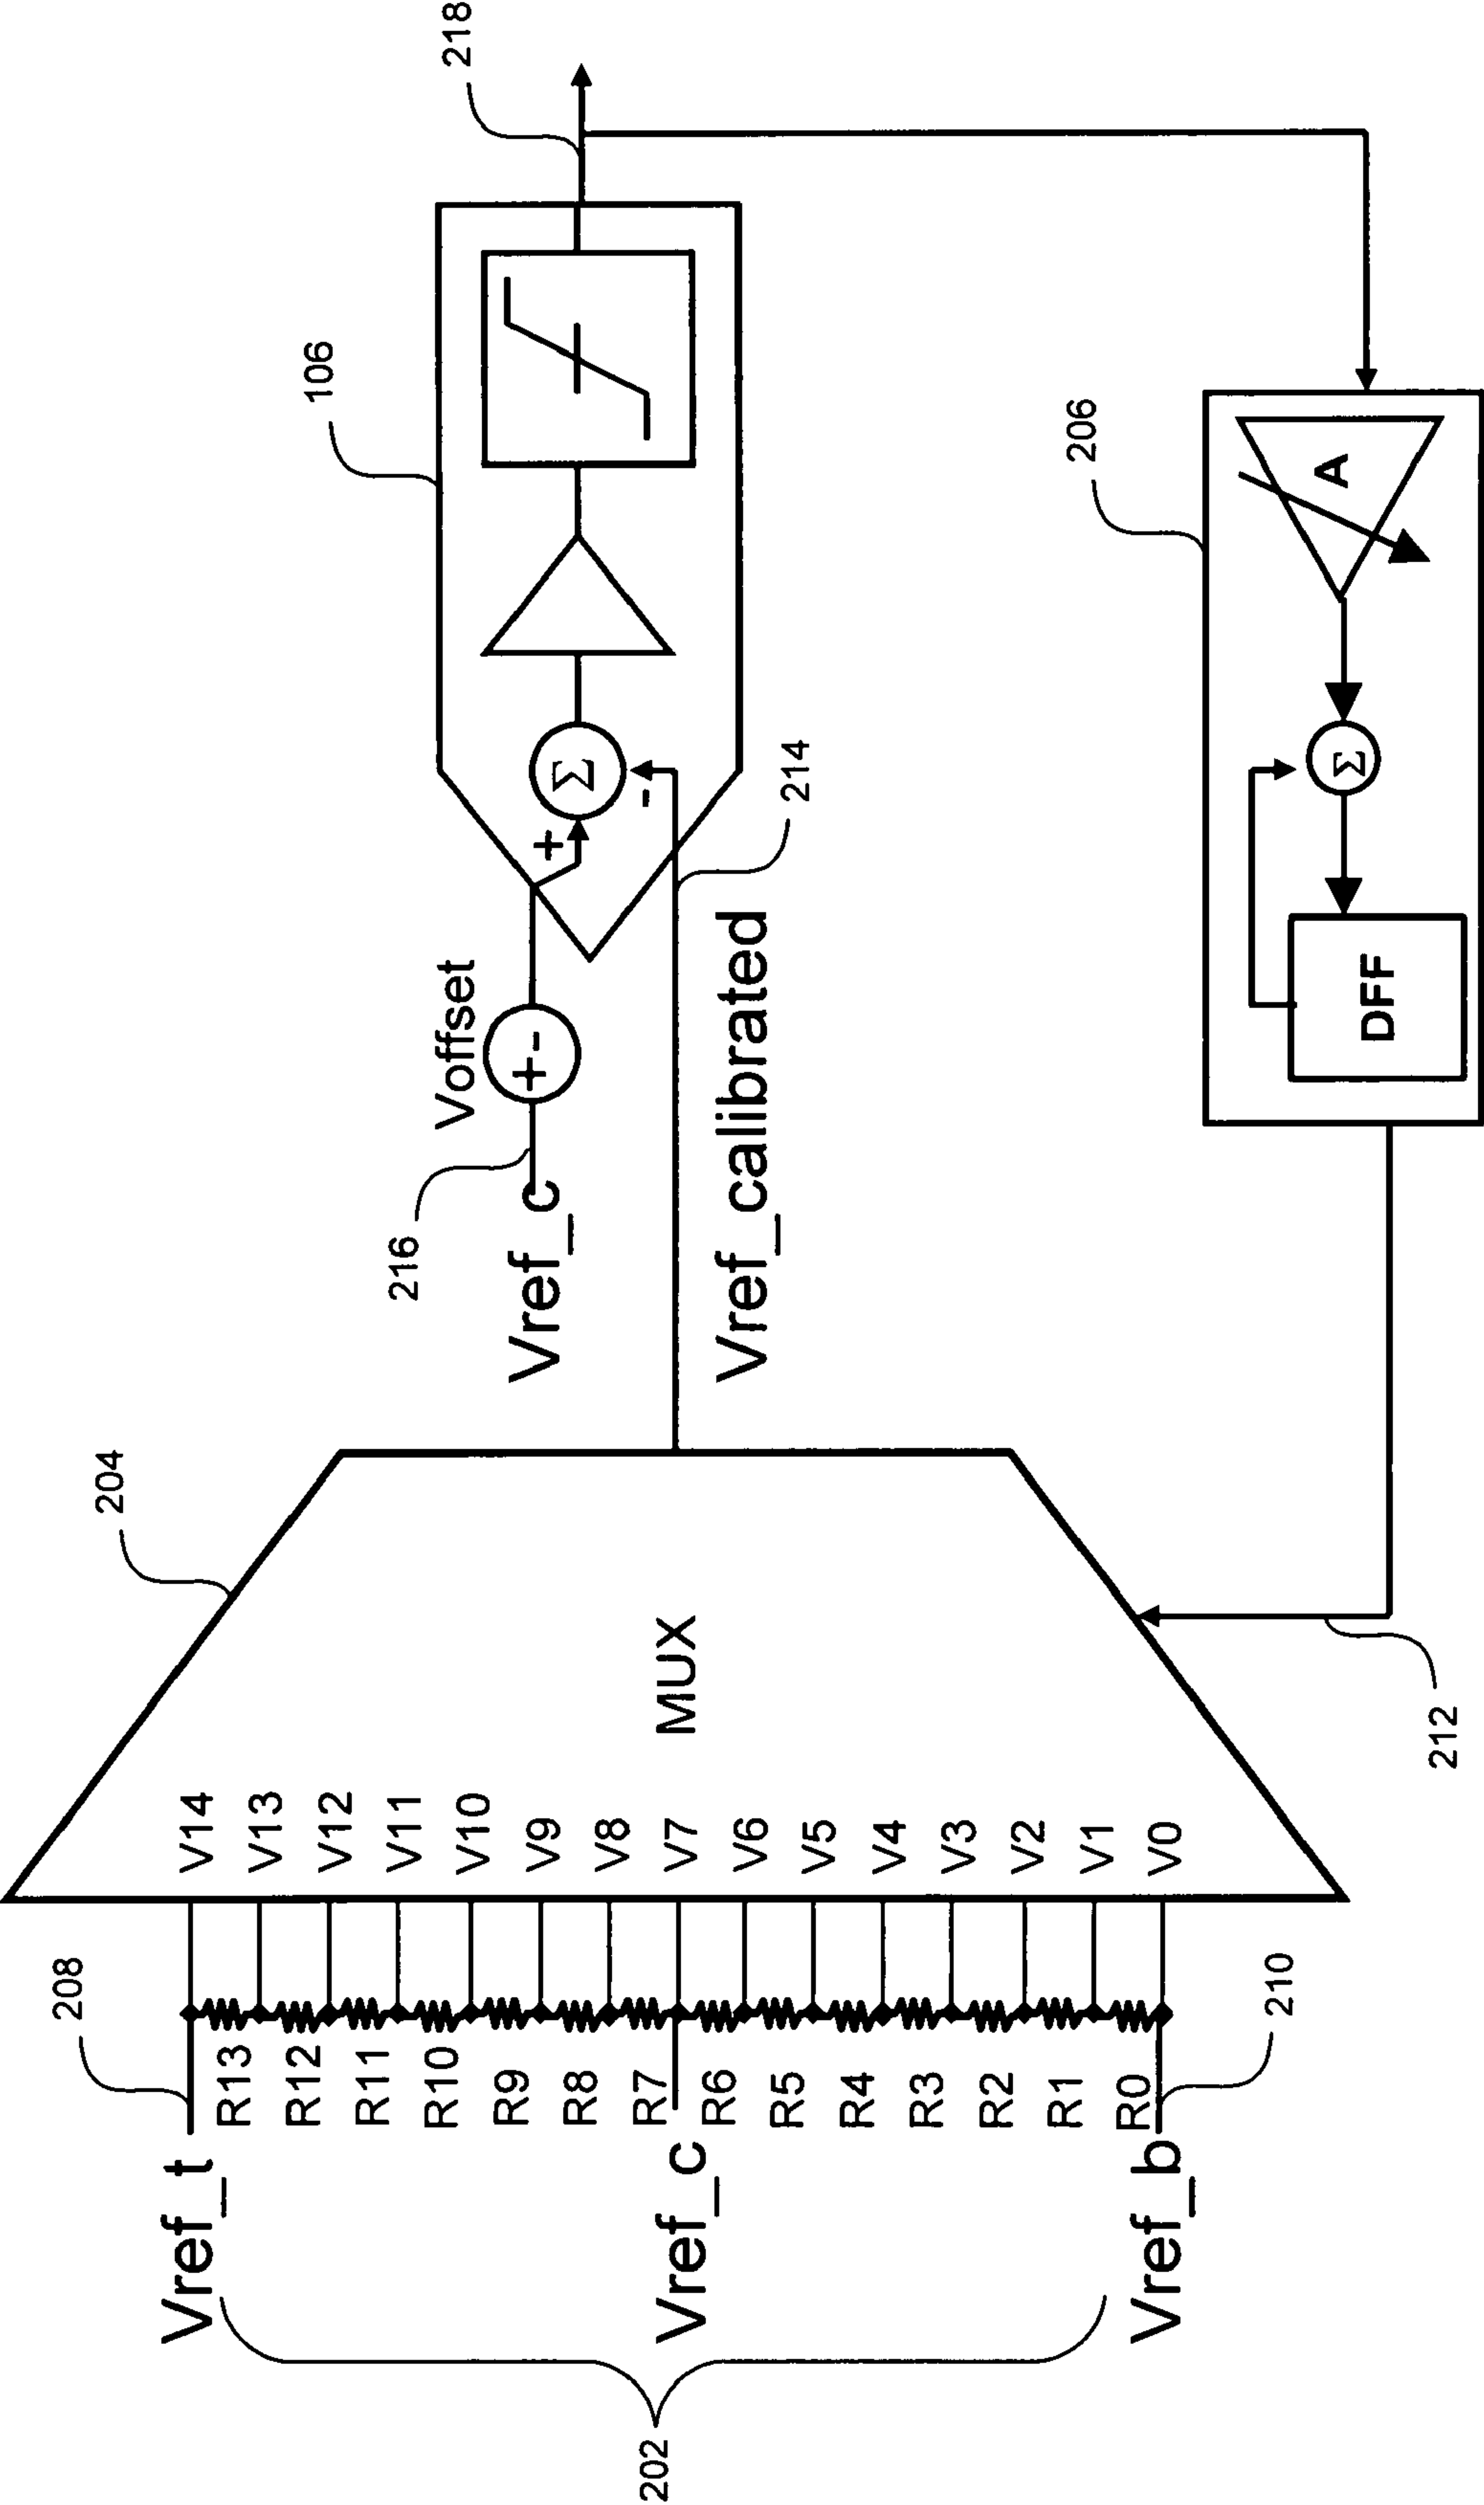 202
Vref_t
Vref_c
Vref_b
208
210
R13
R12
R11
R10
R9
R8
R7
R6
R5
R4
R3
R2
R1
R0
V14
V13
V12
V11
V10
V9
V8
V7
V6
V5
V4
V3
V2
V1
V0
MUX
204
212
216
Vref_c
Voffset
+ -
Vref_calibrated
214
+
-
Σ
106
218
206
A
Σ
DFF